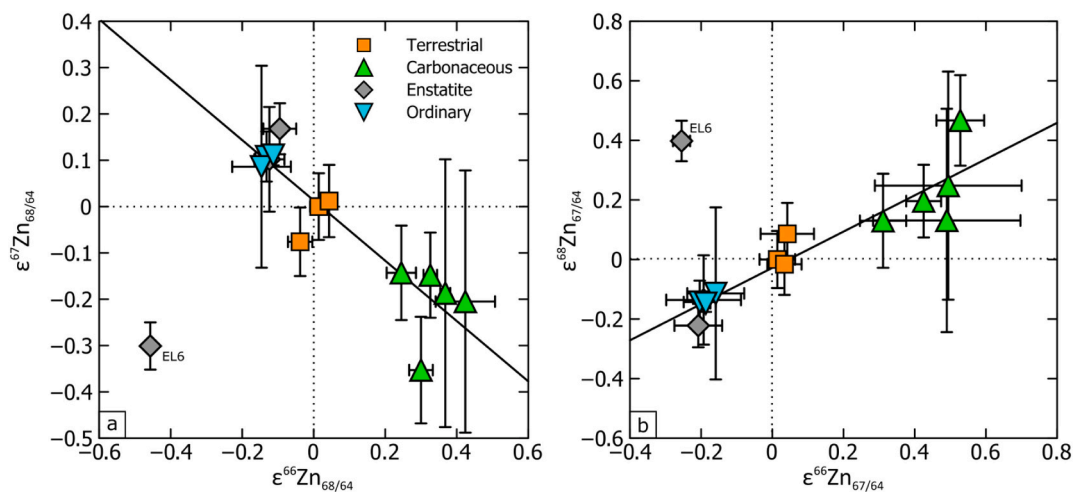 0.4
0.3
0.2
0.1
0
−0.1
−0.2
−0.3
−0.4
−0.5
ε⁶⁷Zn₆₈/₆₄
Terrestrial
Carbonaceous
Enstatite
Ordinary
EL6
a
−0.6 −0.4 −0.2 0 0.2 0.4 0.6
ε⁶⁶Zn₆₈/₆₄
0.8
0.6
0.4
0.2
0
−0.2
−0.4
−0.6
ε⁶⁸Zn₆₇/₆₄
EL6
b
−0.4 −0.2 0 0.2 0.4 0.6 0.8
ε⁶⁶Zn₆₇/₆₄